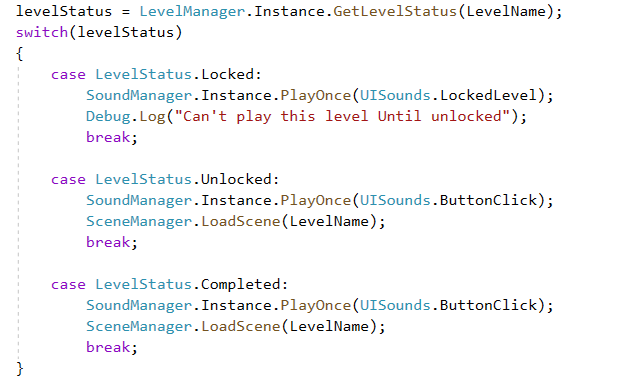 levelStatus = LevelManager.Instance.GetLevelStatus(LevelName);
switch(levelStatus)
{
    case LevelStatus.Locked:
        SoundManager.Instance.PlayOnce(UISounds.LockedLevel);
        Debug.Log("Can't play this level Until unlocked");
        break;

    case LevelStatus.Unlocked:
        SoundManager.Instance.PlayOnce(UISounds.ButtonClick);
        SceneManager.LoadScene(LevelName);
        break;

    case LevelStatus.Completed:
        SoundManager.Instance.PlayOnce(UISounds.ButtonClick);
        SceneManager.LoadScene(LevelName);
        break;
}